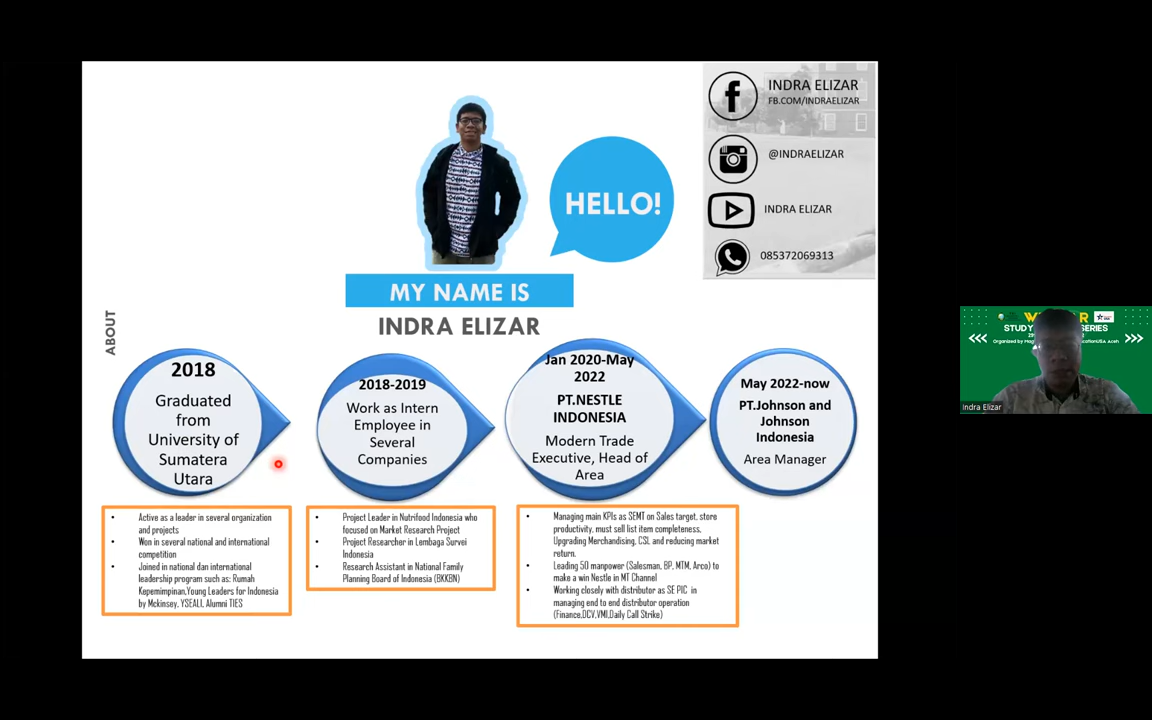 INDRA ELIZAR
FB.COM/INDRAELIZAR
@INDRAELIZAR
INDRA ELIZAR
085372069313
HELLO!
MY NAME IS
INDRA ELIZAR
ABOUT
2018
Graduated
from
University of
Sumatera
Utara
2018-2019
Work as Intern
Employee in
Several
Companies
Jan 2020-May
2022
PT.NESTLE
INDONESIA
Modern Trade
Executive, Head of
Area
May 2022-now
PT.Johnson and
Johnson
Indonesia
Area Manager
• Active as a leader in several organization
and projects
• Won in several national and international
competition
• Joined in national dan international
leadership program such as: Rumah
Kepemimpinan,Young Leaders for Indonesia
by Mckinsey, YSEALI, Alumni TIES
• Project Leader in Nutrifood Indonesia who
focused on Market Research Project
• Project Researcher in Lembaga Survei
Indonesia
• Research Assistant in National Family
Planning Board of Indonesia (BKKBN)
• Managing main KPIs as SEMT on Sales target, store
productivity, must sell list item completeness,
Upgrading Merchandising, CSL and reducing market
return.
• Leading 50 manpower (Salesman, BP, MTM, Arco) to
make a win Nestle in MT Channel
• Working closely with distributor as SE PIC in
managing end to end distributor operation
(Finance,DCV,VMI,Daily Call Strike)
STUDY
SERIES
Organized by
Aceh
Indra Elizar